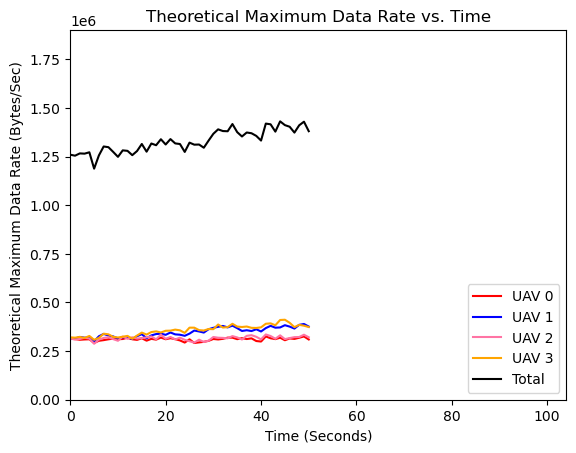 Theoretical Maximum Data Rate vs. Time
1e6
Theoretical Maximum Data Rate (Bytes/Sec)
1.75
1.50
1.25
1.00
0.75
0.50
0.25
0.00
0 20 40 60 80 100
Time (Seconds)
UAV 0
UAV 1
UAV 2
UAV 3
Total